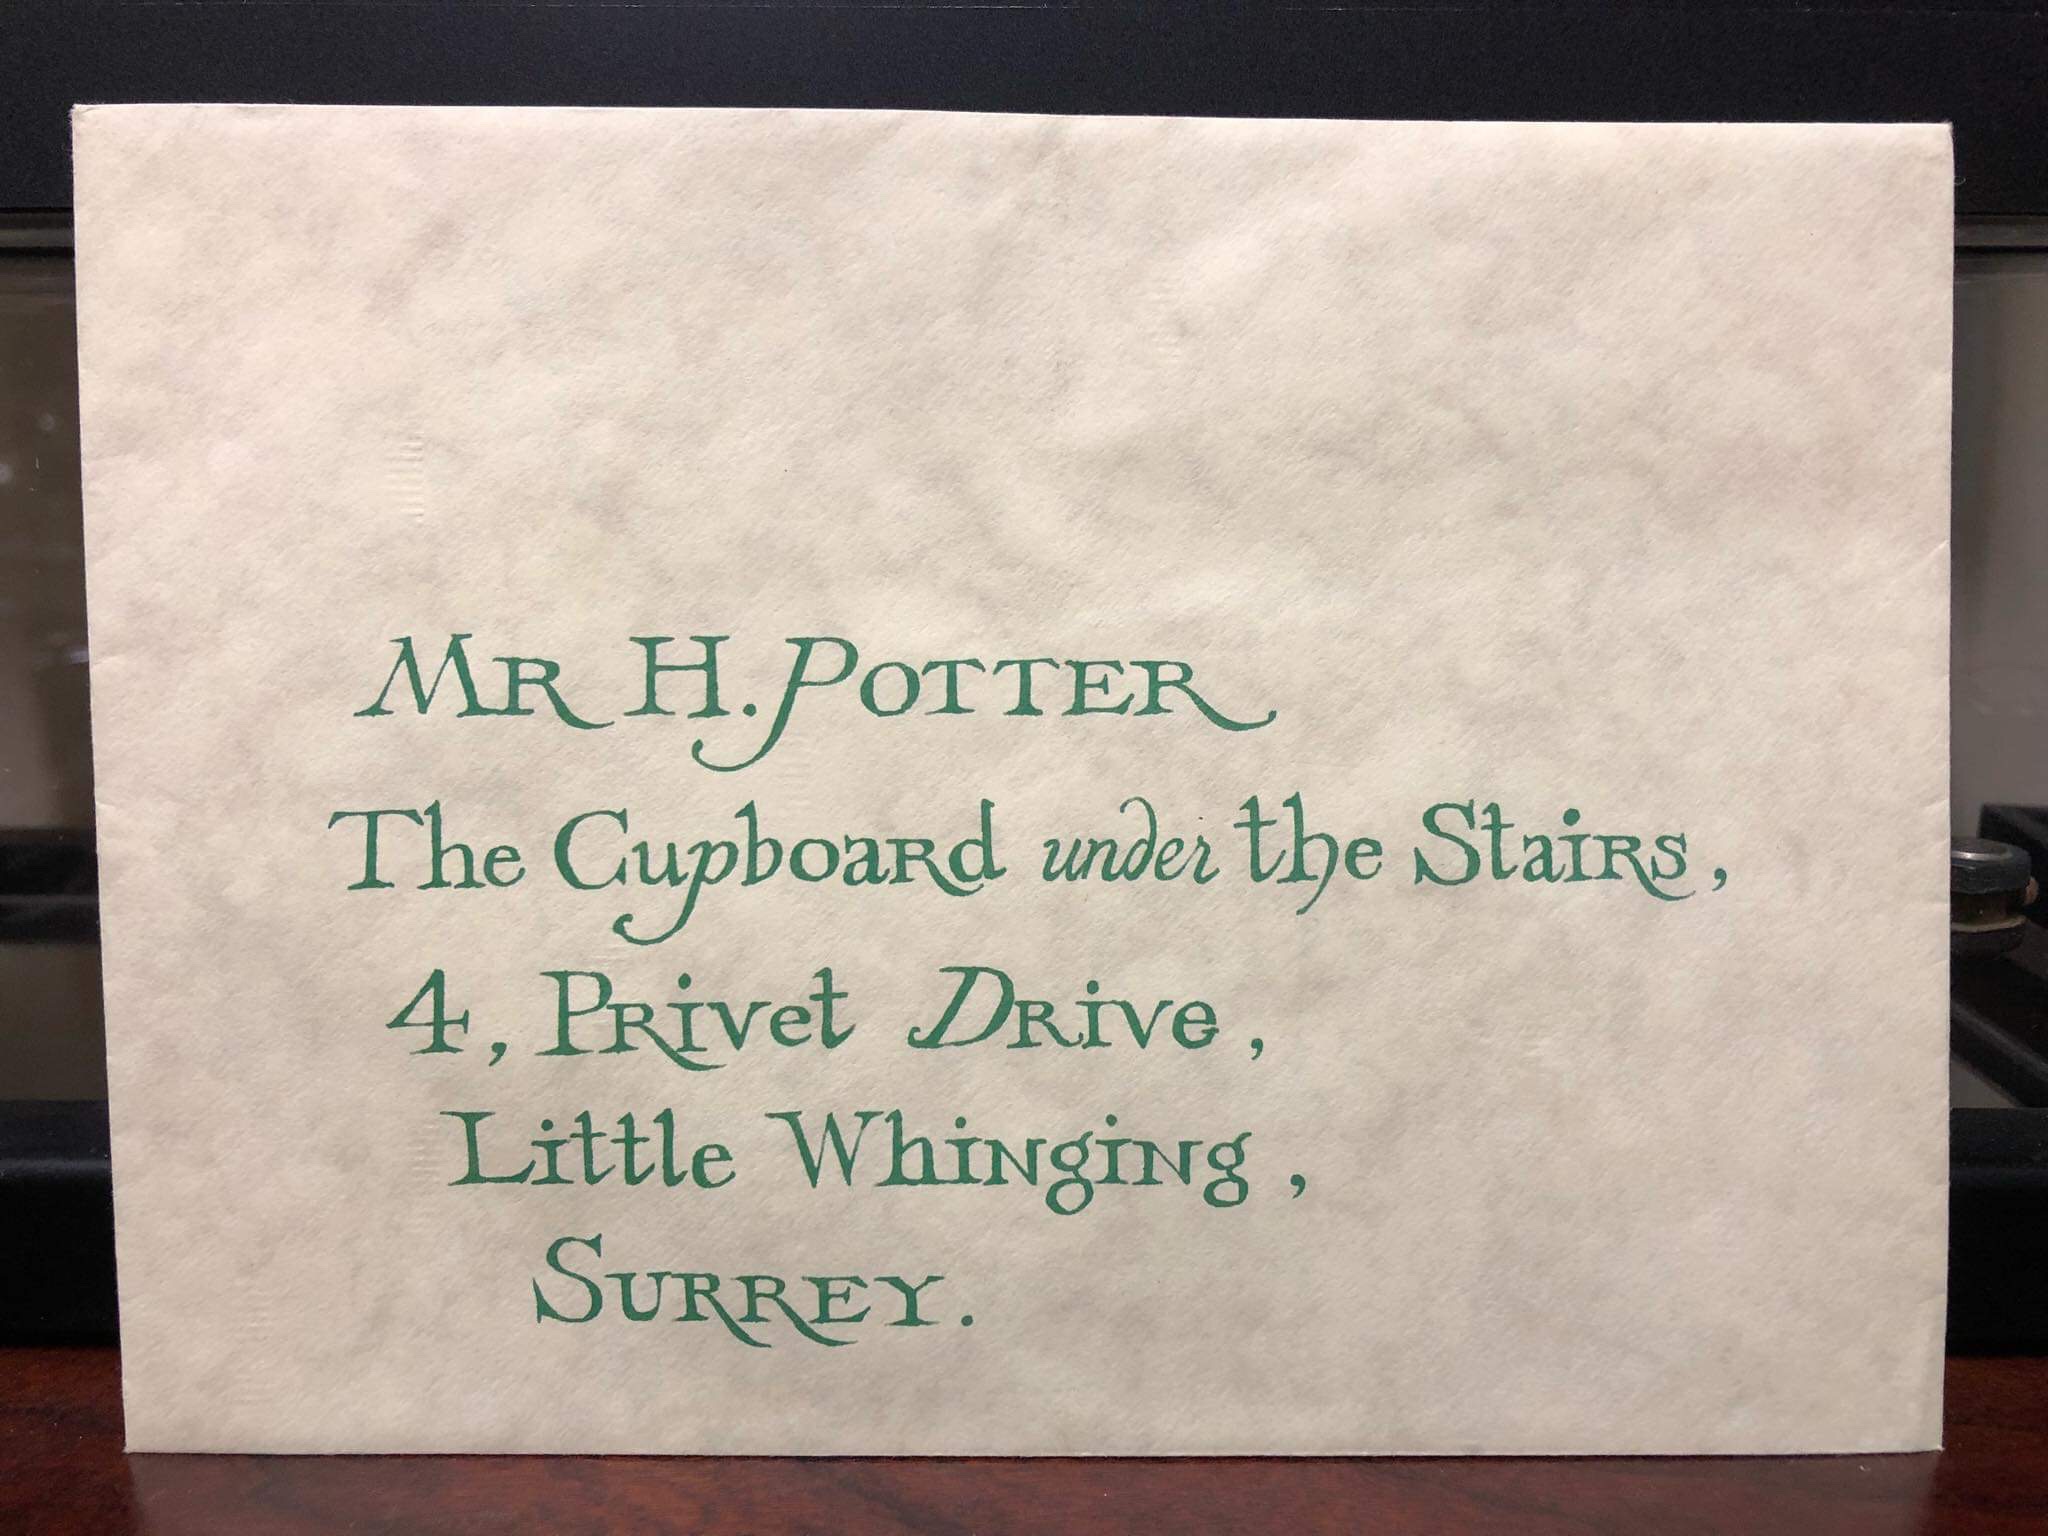 Mr H. Potter
The Cupboard under the Stairs,
4, Privet Drive,
Little Whinging,
Surrey.